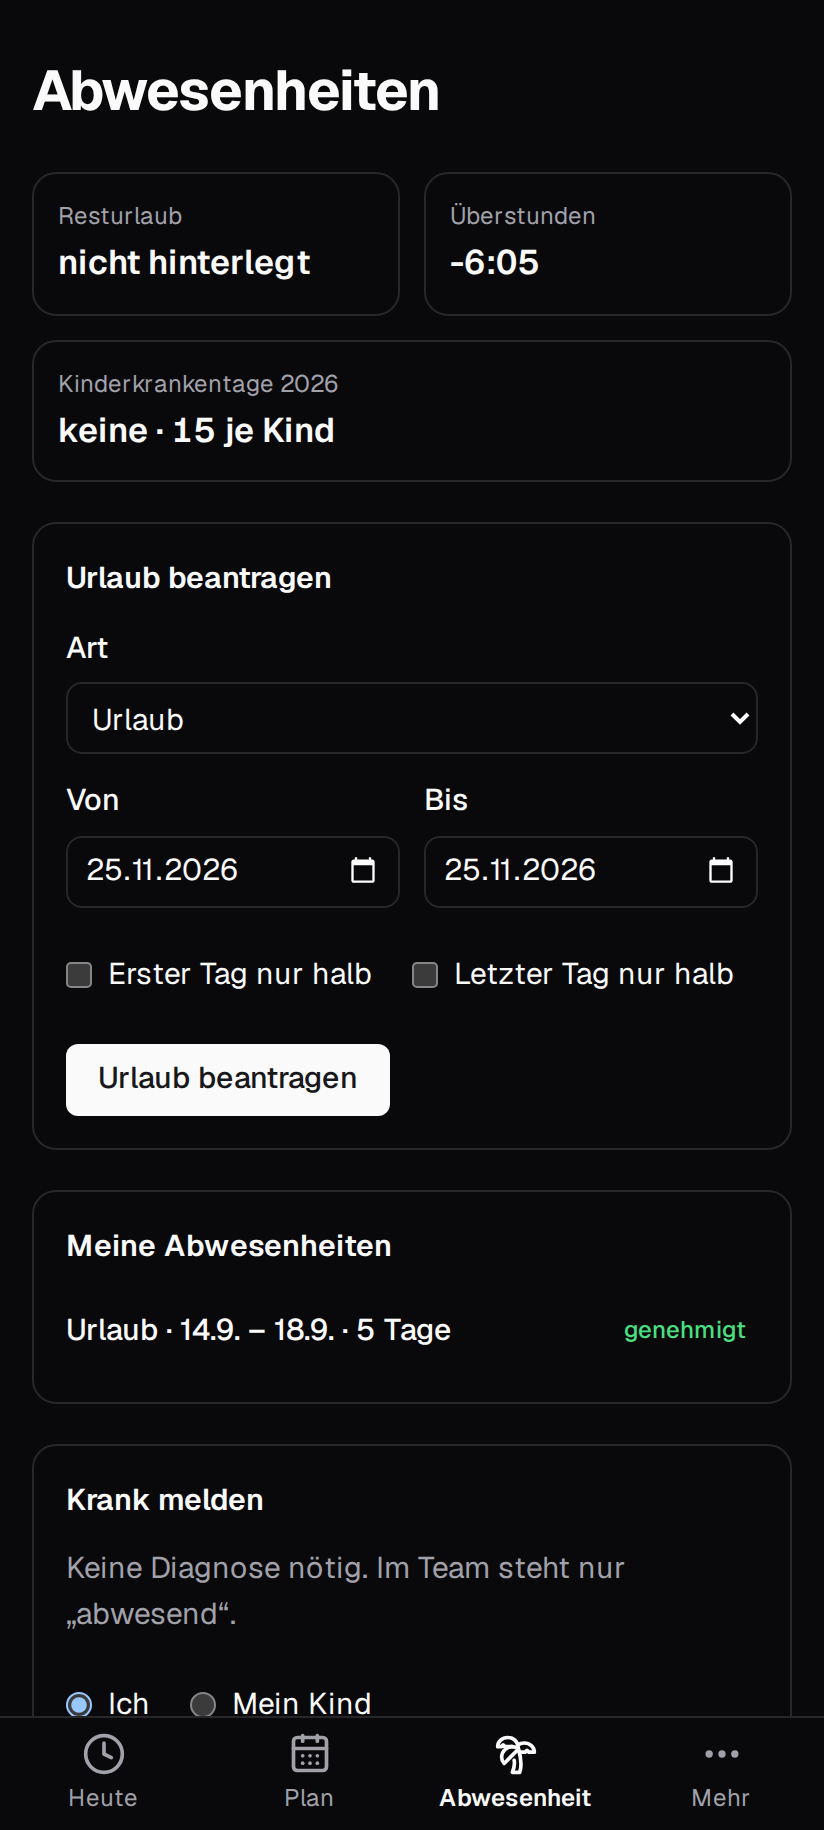 Abwesenheiten
Resturlaub
nicht hinterlegt
Überstunden
-6:05
Kinderkrankentage 2026
keine · 15 je Kind
Urlaub beantragen
Art
Urlaub
Von
Bis
25.11.2026
25.11.2026
Erster Tag nur halb
Letzter Tag nur halb
Urlaub beantragen
Meine Abwesenheiten
Urlaub · 14.9. – 18.9. · 5 Tage
genehmigt
Krank melden
Keine Diagnose nötig. Im Team steht nur
„abwesend“.
Ich
Mein Kind
Heute
Plan
Abwesenheit
Mehr